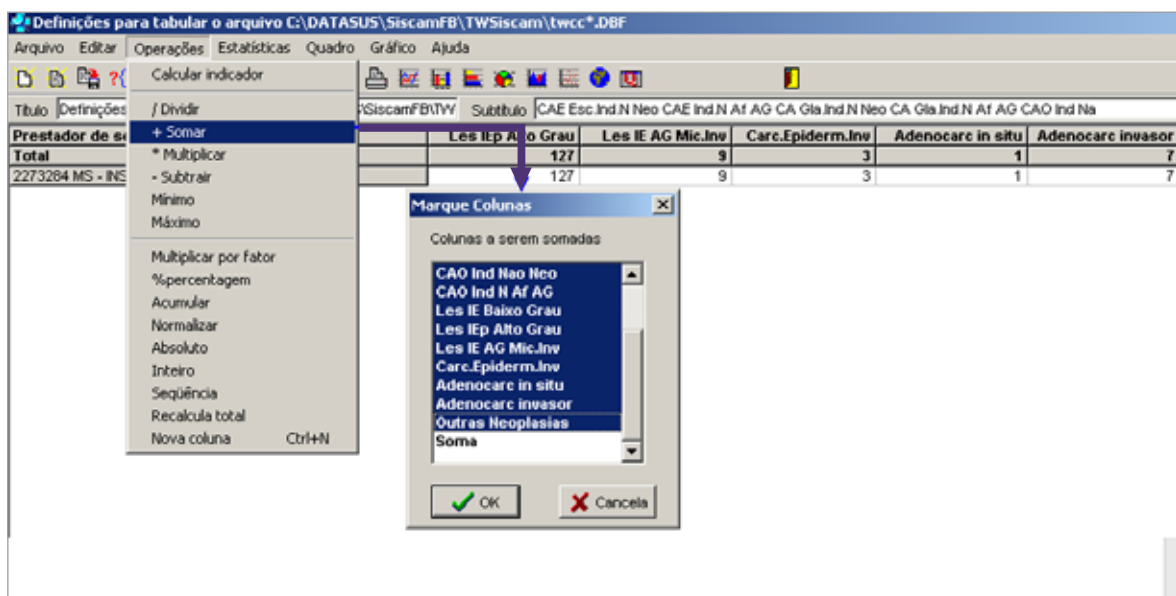 Definições para tabular o arquivo C:\DATASUS\SiscamFB\TWSiscam\twcc*.DBF
Arquivo Editar Operações Estatísticas Quadro Gráfico Ajuda
Título Definições \SiscamFB\TW Subtítulo CAE Esc.Ind.N Neo CAE Ind.N Af AG CA Gla.Ind.N Neo CA Gla.Ind.N Af AG CAO Ind Na
Prestador de se Les IEp Alto Grau Les IE AG Mic.Inv Carc.Epiderm.Inv Adenocarc in situ Adenocarc invasor
Total 127 9 3 1 7
2273284 MS - INS 127 9 3 1 7
Calcular indicador
/ Dividir
+ Somar
* Multiplicar
- Subtrair
Mínimo
Máximo
Multiplicar por fator
%percentagem
Acumular
Normalizar
Absoluto
Inteiro
Seqüência
Recalcula total
Nova coluna Ctrl+N
Marque Colunas
Colunas a serem somadas
CAO Ind Nao Neo
CAO Ind N Af AG
Les IE Baixo Grau
Les IEp Alto Grau
Les IE AG Mic.Inv
Carc.Epiderm.Inv
Adenocarc in situ
Adenocarc invasor
Outras Neoplasias
Soma
OK Cancela